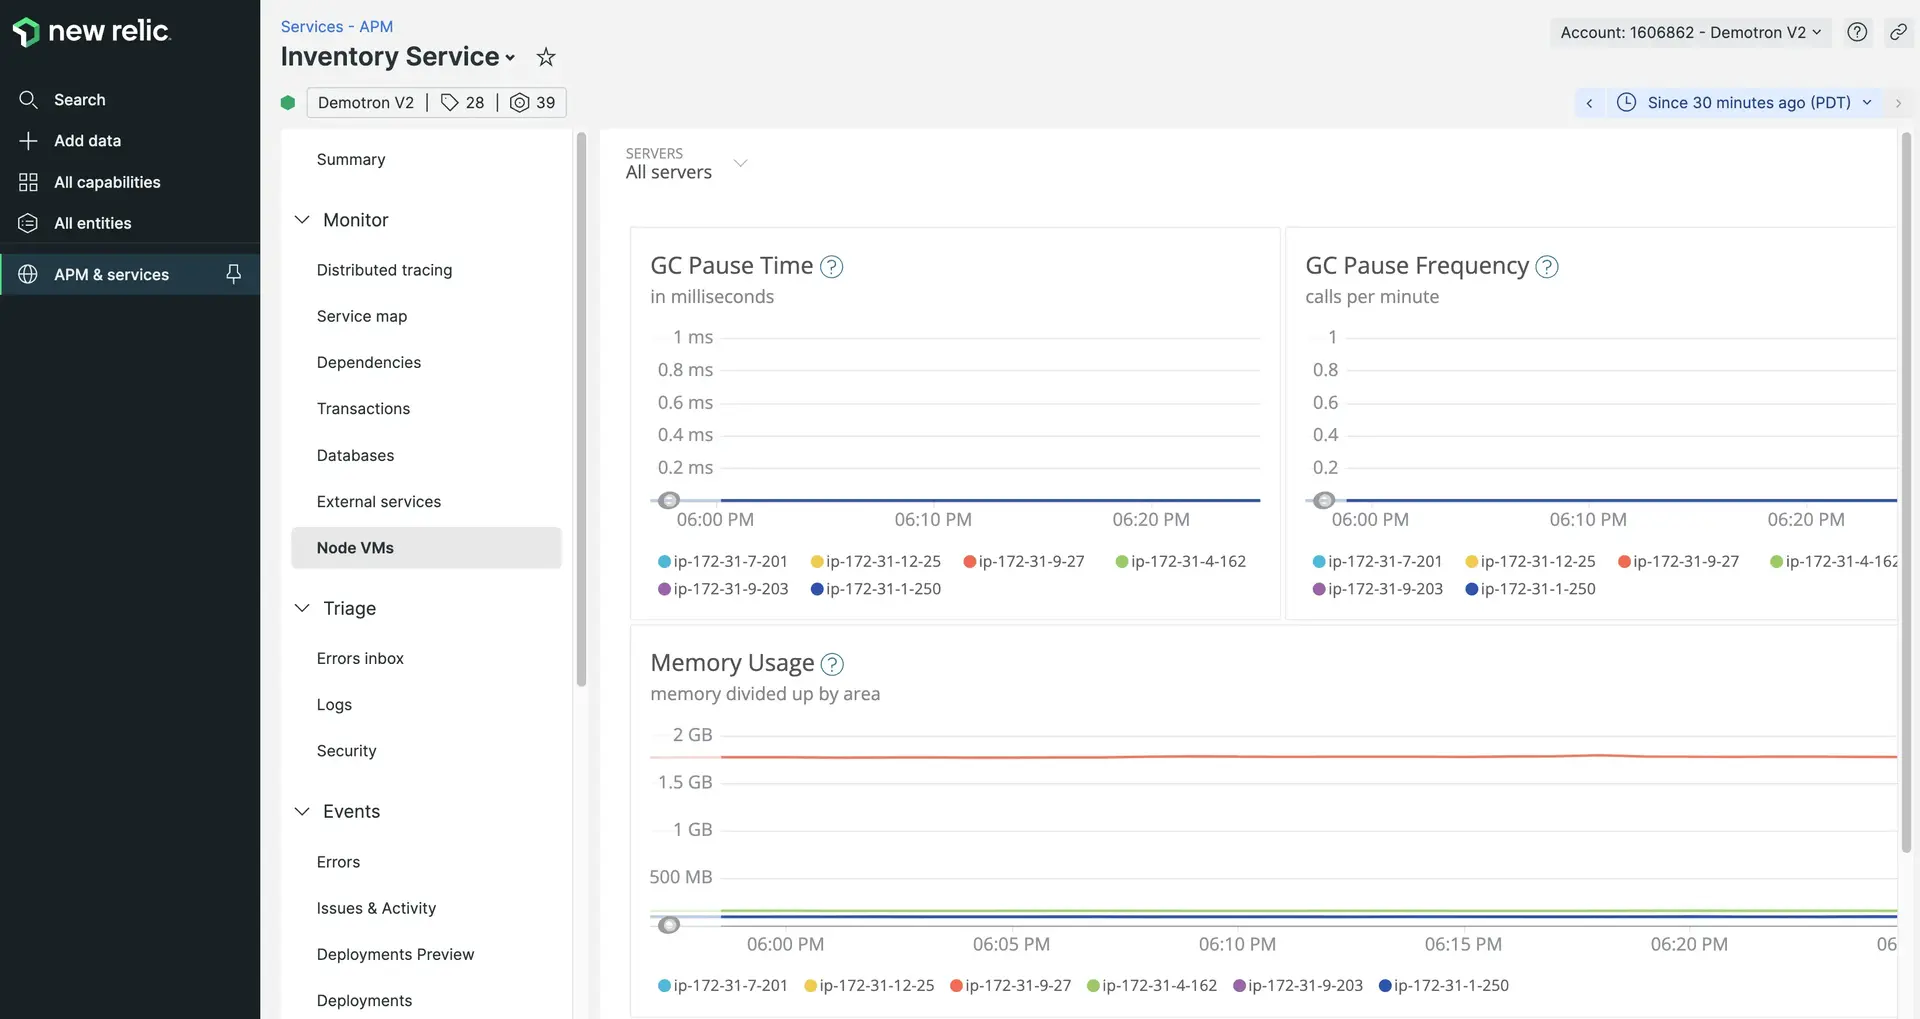 new relic.
Search
Add data
All capabilities
All entities
APM & services
Services - APM
Inventory Service
Demotron V2 | 28 | 39
Account: 1606862 - Demotron V2
Since 30 minutes ago (PDT)
Summary
Monitor
Distributed tracing
Service map
Dependencies
Transactions
Databases
External services
Node VMs
Triage
Errors inbox
Logs
Security
Events
Errors
Issues & Activity
Deployments Preview
Deployments
SERVERS
All servers
GC Pause Time ?
in milliseconds
1 ms
0.8 ms
0.6 ms
0.4 ms
0.2 ms
06:00 PM 06:10 PM 06:20 PM
ip-172-31-7-201 ip-172-31-12-25 ip-172-31-9-27 ip-172-31-4-162
ip-172-31-9-203 ip-172-31-1-250
GC Pause Frequency ?
calls per minute
1
0.8
0.6
0.4
0.2
06:00 PM 06:10 PM 06:20 PM
ip-172-31-7-201 ip-172-31-12-25 ip-172-31-9-27 ip-172-31-4-162
ip-172-31-9-203 ip-172-31-1-250
Memory Usage ?
memory divided up by area
2 GB
1.5 GB
1 GB
500 MB
06:00 PM 06:05 PM 06:10 PM 06:15 PM 06:20 PM 06
ip-172-31-7-201 ip-172-31-12-25 ip-172-31-9-27 ip-172-31-4-162 ip-172-31-9-203 ip-172-31-1-250